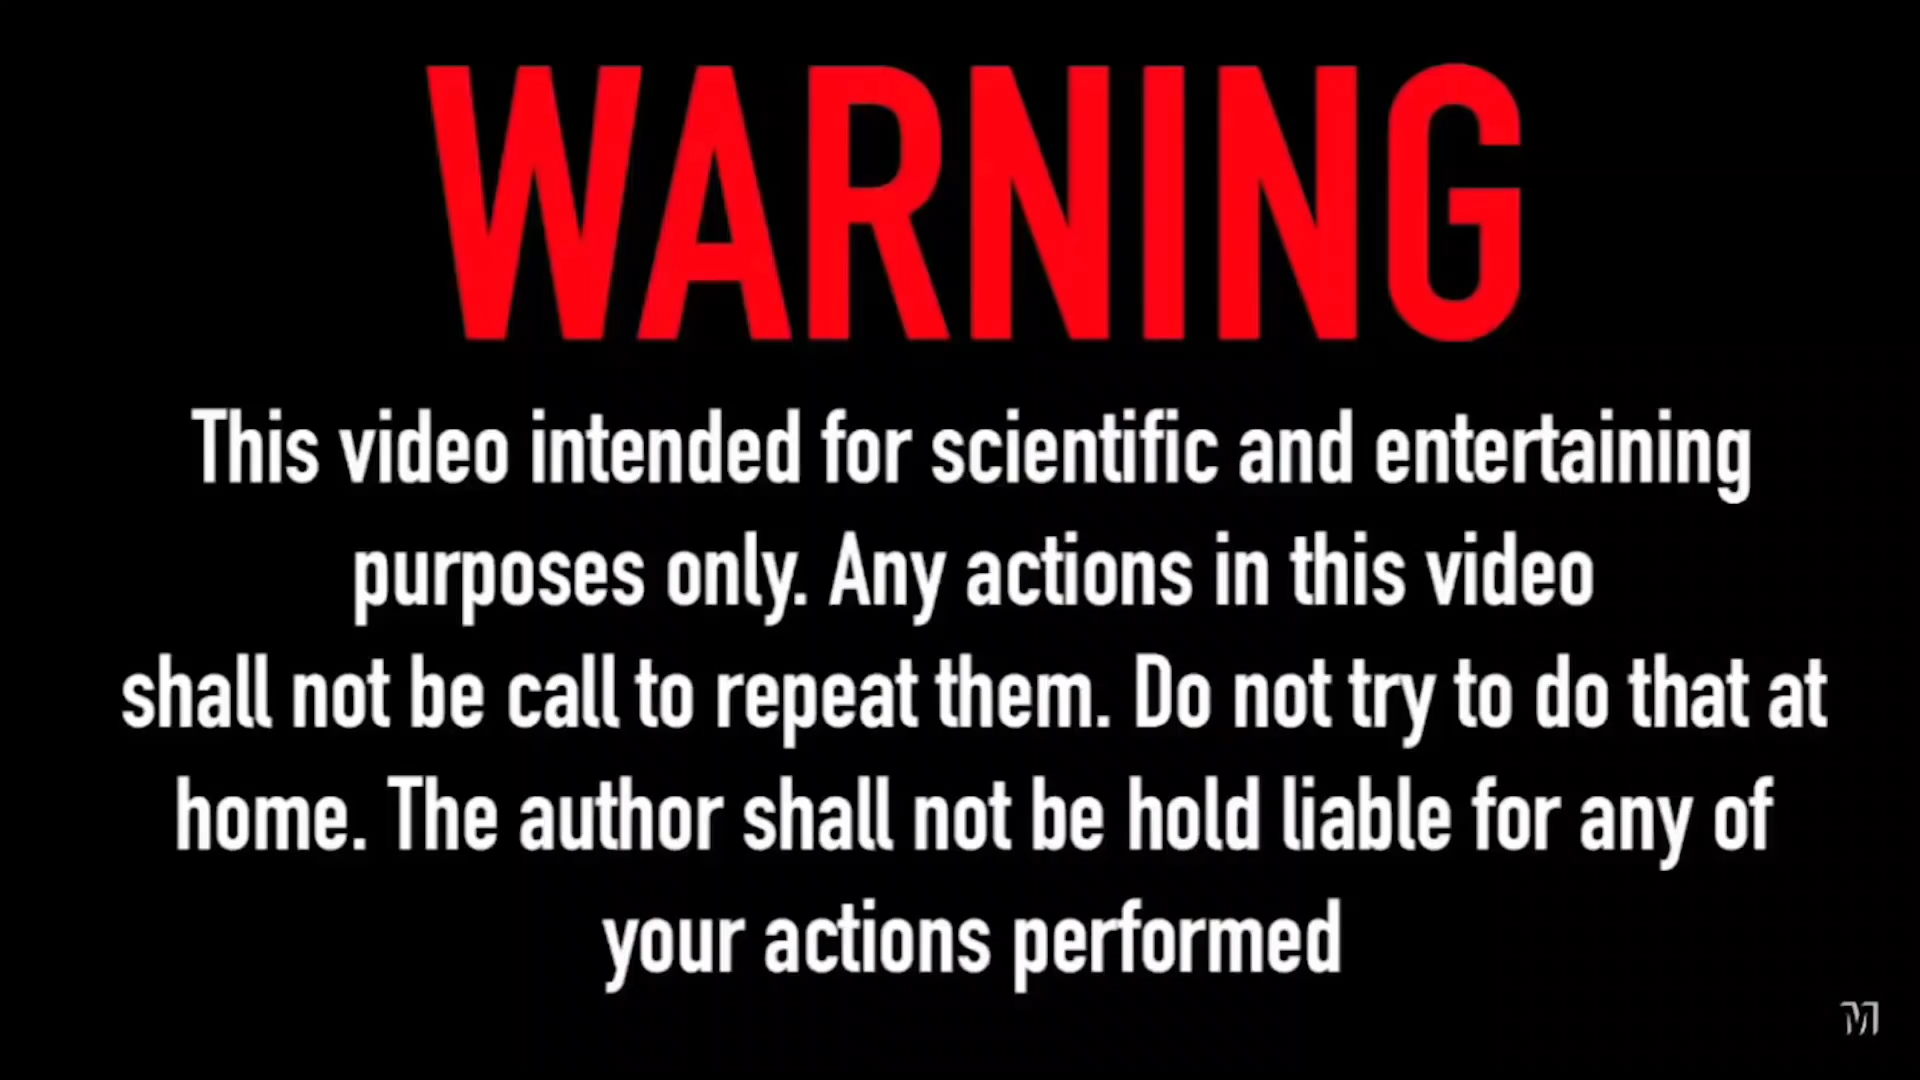 WARNING
This video intended for scientific and entertaining
purposes only. Any actions in this video
shall not be call to repeat them. Do not try to do that at
home. The author shall not be hold liable for any of
your actions performed
M